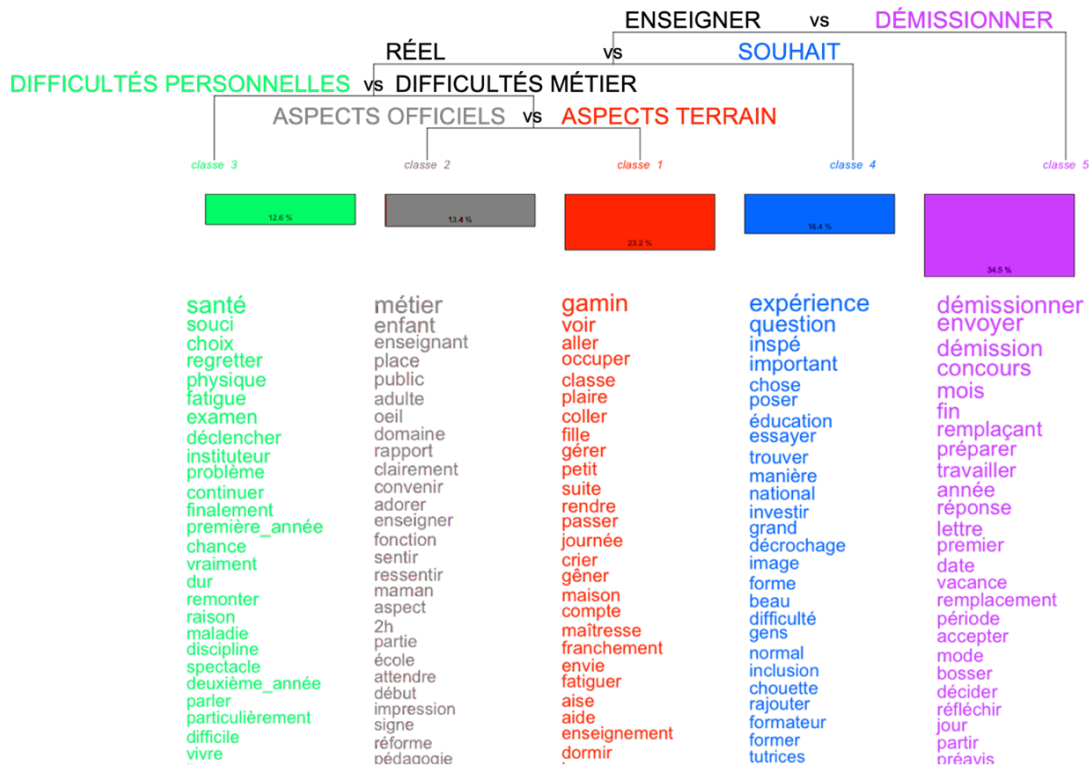 ENSEIGNER vs DÉMISSIONNER
RÉEL vs SOUHAIT
DIFFICULTÉS PERSONNELLES vs DIFFICULTÉS MÉTIER
ASPECTS OFFICIELS vs ASPECTS TERRAIN
classe 3 classe 2 classe 1 classe 4 classe 5
12.6 % 13.4 % 23.2 % 16.4 % 34.5 %
santé
souci
choix
regretter
physique
fatigue
examen
déclencher
instituteur
problème
continuer
finalement
première_année
chance
vraiment
dur
remonter
raison
maladie
discipline
spectacle
deuxième_année
parler
particulièrement
difficile
vivre
métier
enfant
enseignant
place
public
adulte
oeil
domaine
rapport
clairement
convenir
adorer
enseigner
fonction
sentir
ressentir
maman
aspect
2h
partie
école
attendre
début
impression
signe
réforme
pédagogie
gamin
voir
aller
occuper
classe
plaire
coller
fille
gérer
petit
suite
rendre
passer
journée
crier
gêner
maison
compte
maîtresse
franchement
envie
fatiguer
aise
aide
enseignement
dormir
expérience
question
inspé
important
chose
poser
éducation
essayer
trouver
manière
national
investir
grand
décrochage
image
forme
beau
difficulté
gens
normal
inclusion
chouette
rajouter
formateur
former
tutrices
démissionner
envoyer
démission
concours
mois
fin
remplaçant
préparer
travailler
année
réponse
lettre
premier
date
vacance
remplacement
période
accepter
mode
bosser
décider
réfléchir
jour
partir
préavis